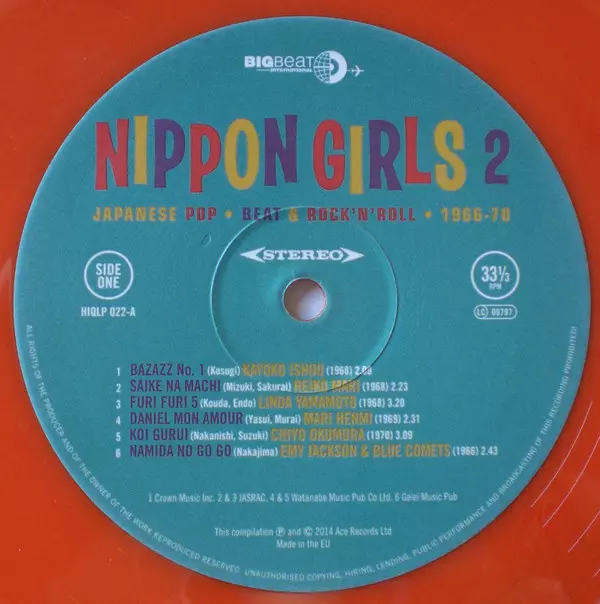 BIGBEAT
international
NIPPON GIRLS 2
JAPANESE POP • BEAT & ROCK'N'ROLL • 1966-70
STEREO
SIDE
ONE
HIQLP 022-A
33⅓
RPM
LC 09797
1 BAZAZZ No. 1 (Kosugi) KAYOKO ISHUU (1968) 2.08
2 SAIKE NA MACHI (Mizuki, Sakurai) REIKO MARI (1968) 2.23
3 FURI FURI 5 (Kouda, Endo) LINDA YAMAMOTO (1968) 3.20
4 DANIEL MON AMOUR (Yasui, Murai) MARI HENMI (1969) 2.31
5 KOI GURUI (Nakanishi, Suzuki) CHIYO OKUMURA (1970) 3.09
6 NAMIDA NO GO GO (Nakajima) EMY JACKSON & BLUE COMETS (1966) 2.43
1 Crown Music Inc. 2 & 3 JASRAC. 4 & 5 Watanabe Music Pub Co Ltd. 6 Geiei Music Pub
This compilation ℗ and © 2014 Ace Records Ltd
Made in the EU
ALL RIGHTS OF THE PRODUCER AND OF THE OWNER OF THE WORK REPRODUCED RESERVED. UNAUTHORISED COPYING, HIRING, LENDING, PUBLIC PERFORMANCE AND BROADCASTING OF THIS RECORD PROHIBITED!